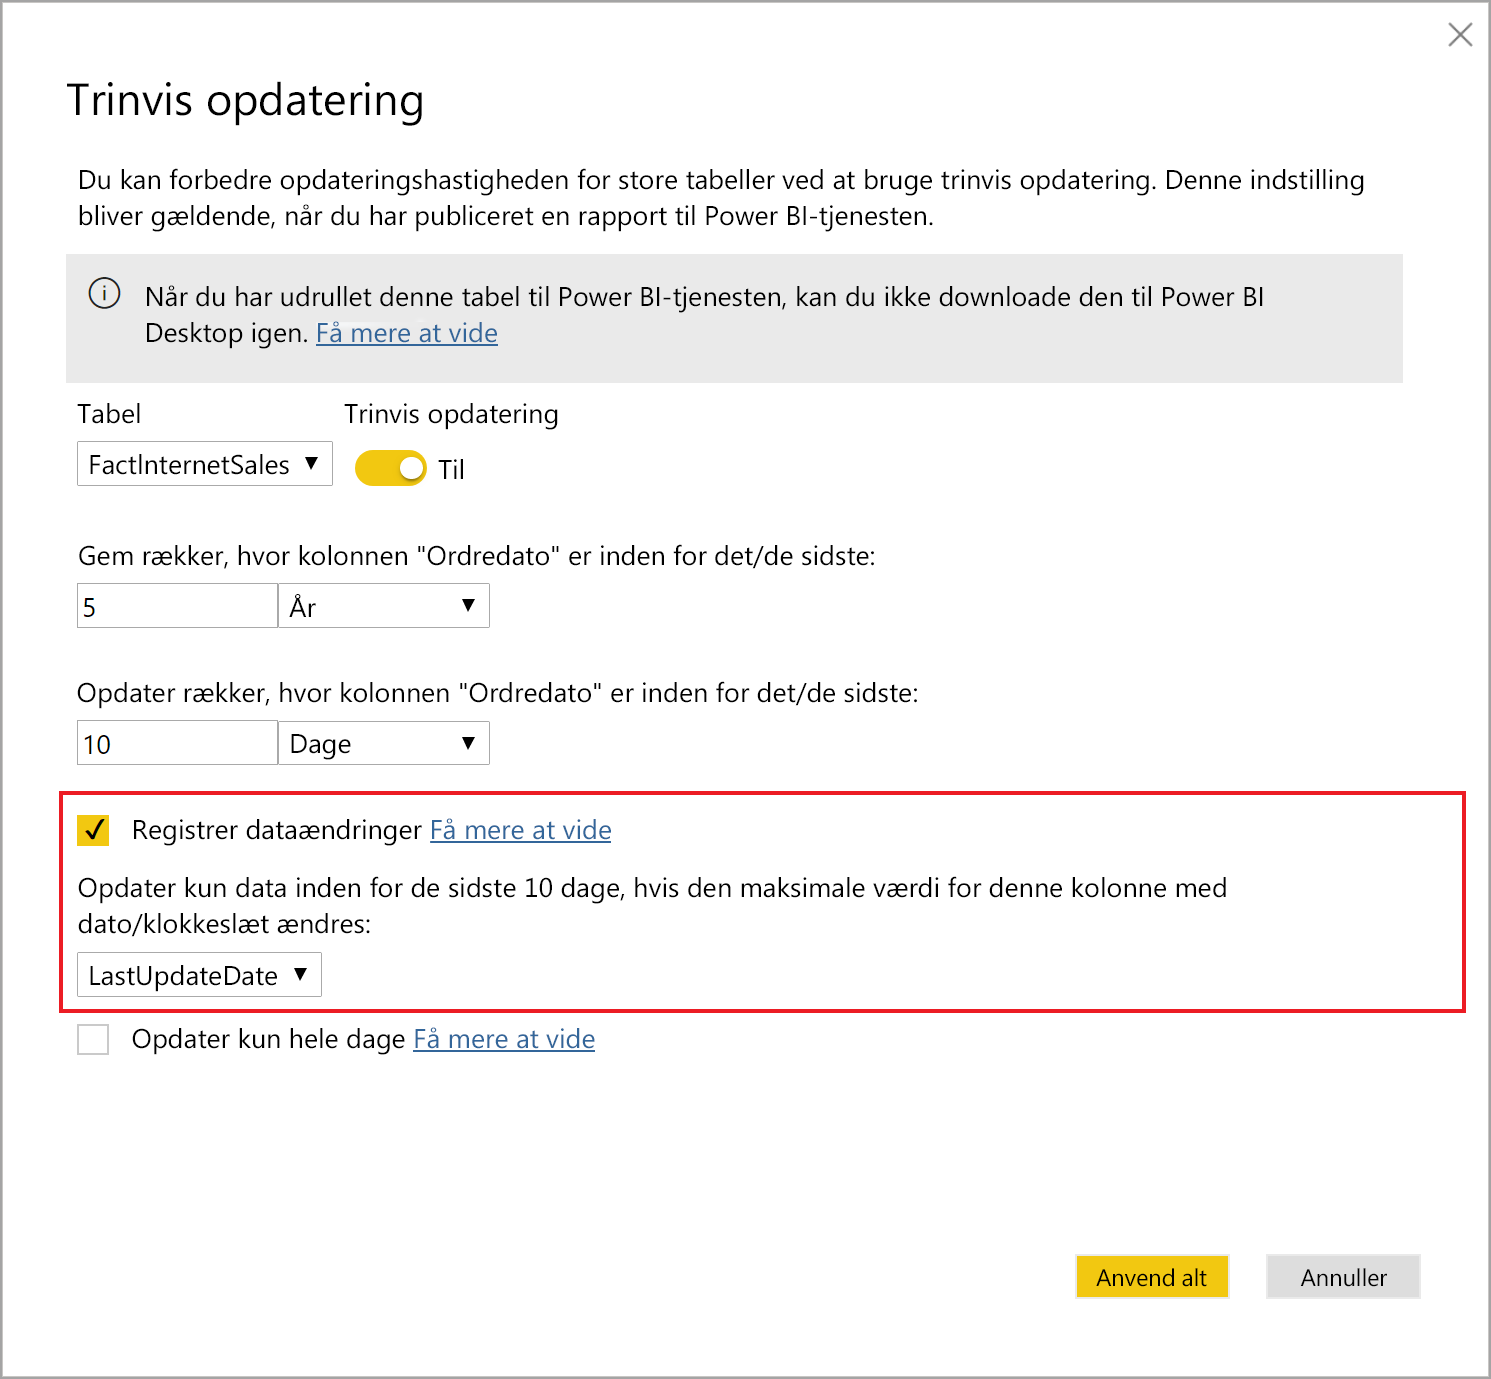 Trinvis opdatering
Du kan forbedre opdateringshastigheden for store tabeller ved at bruge trinvis opdatering. Denne indstilling
bliver gældende, når du har publiceret en rapport til Power BI-tjenesten.
Når du har udrullet denne tabel til Power BI-tjenesten, kan du ikke downloade den til Power BI
Desktop igen. Få mere at vide
Tabel Trinvis opdatering
FactInternetSales Til
Gem rækker, hvor kolonnen "Ordredato" er inden for det/de sidste:
5 År
Opdater rækker, hvor kolonnen "Ordredato" er inden for det/de sidste:
10 Dage
Registrer dataændringer Få mere at vide
Opdater kun data inden for de sidste 10 dage, hvis den maksimale værdi for denne kolonne med
dato/klokkeslæt ændres:
LastUpdateDate
Opdater kun hele dage Få mere at vide
Anvend alt Annuller